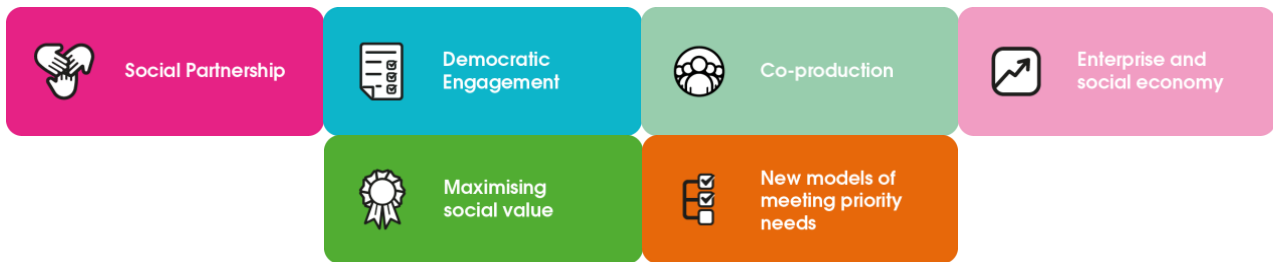 Social Partnership
Democratic
Engagement
Co-production
Enterprise and
social economy
Maximising
social value
New models of
meeting priority
needs